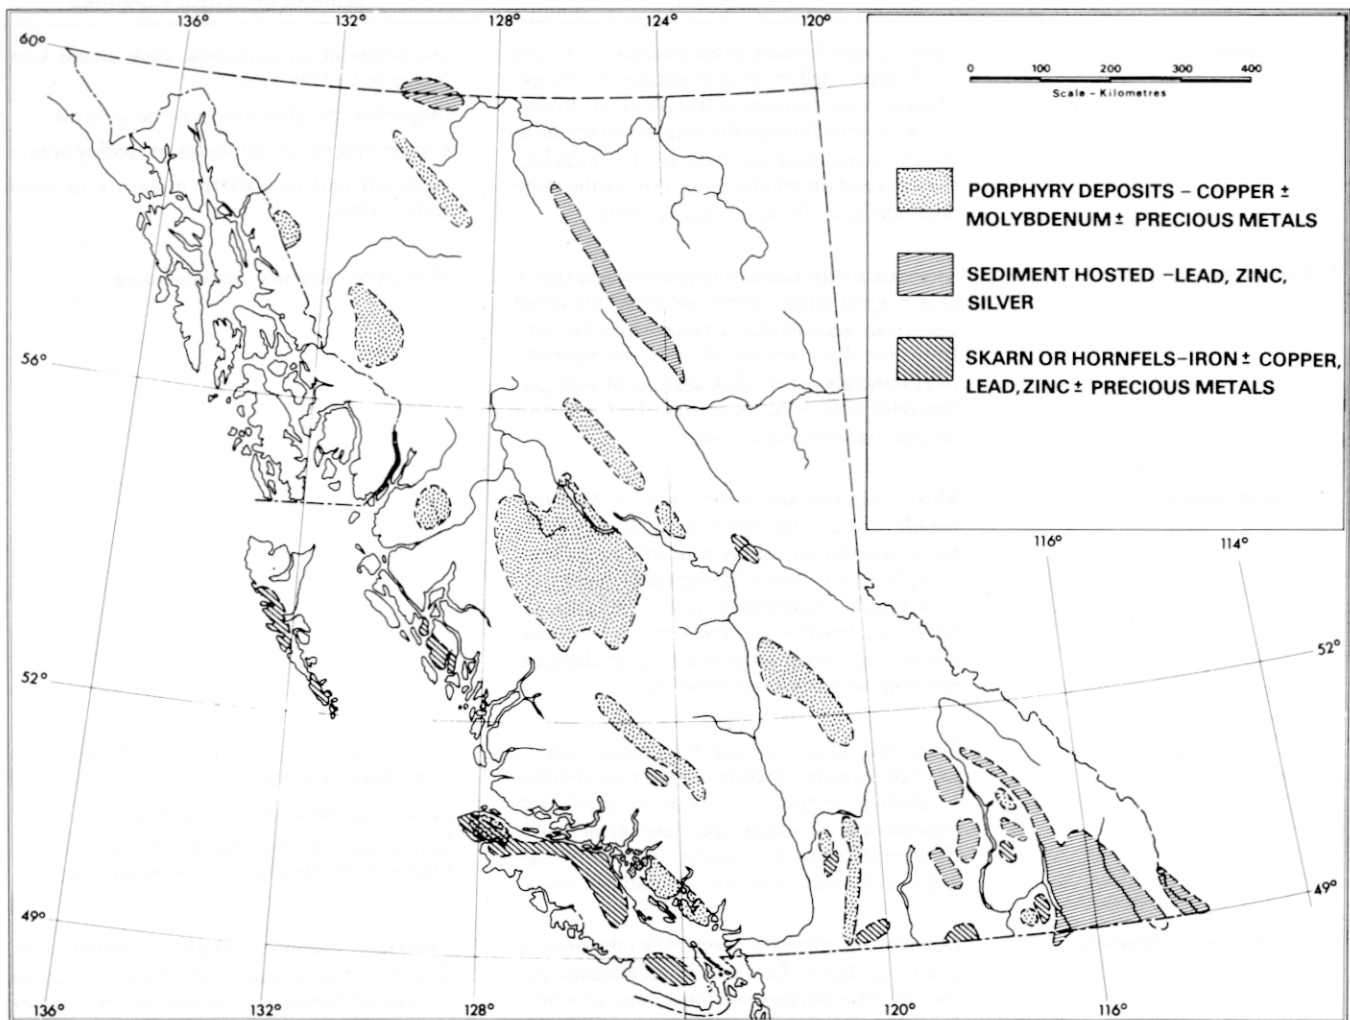 136° 132° 128° 124° 120°
60°
0 100 200 300 400
Scale – Kilometres
PORPHYRY DEPOSITS – COPPER ±
MOLYBDENUM ± PRECIOUS METALS
SEDIMENT HOSTED –LEAD, ZINC,
SILVER
SKARN OR HORNFELS–IRON ± COPPER,
LEAD, ZINC ± PRECIOUS METALS
56°
116° 114°
52° 52°
49° 49°
136° 132° 128° 120° 116°